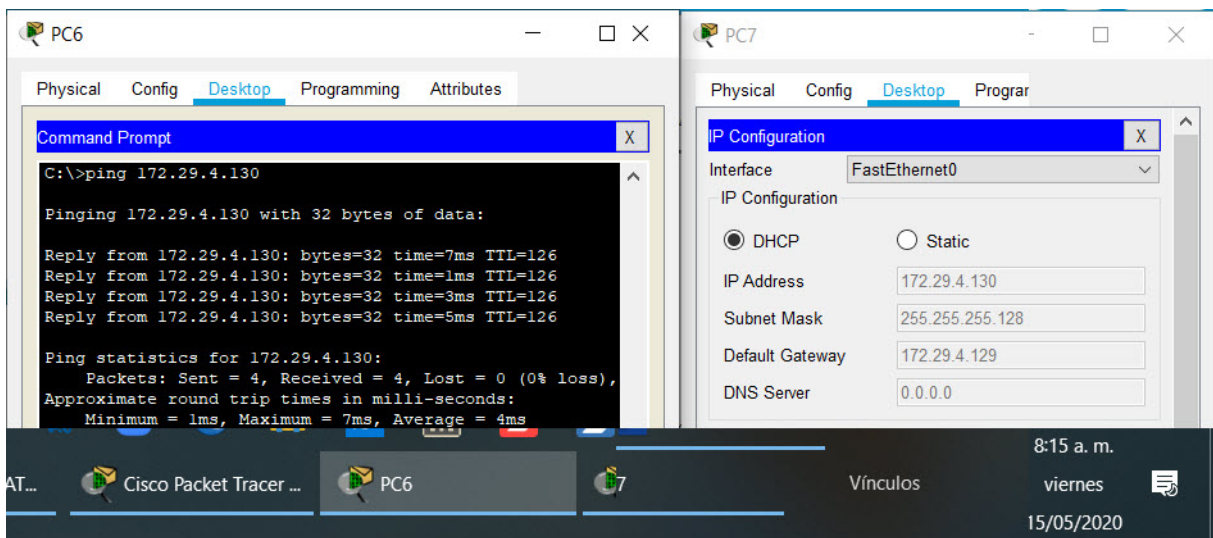 PC6
Physical Config Desktop Programming Attributes
Command Prompt X
C:\>ping 172.29.4.130
Pinging 172.29.4.130 with 32 bytes of data:
Reply from 172.29.4.130: bytes=32 time=7ms TTL=126
Reply from 172.29.4.130: bytes=32 time=1ms TTL=126
Reply from 172.29.4.130: bytes=32 time=3ms TTL=126
Reply from 172.29.4.130: bytes=32 time=5ms TTL=126
Ping statistics for 172.29.4.130:
Packets: Sent = 4, Received = 4, Lost = 0 (0% loss),
Approximate round trip times in milli-seconds:
Minimum = 1ms, Maximum = 7ms, Average = 4ms
PC7
Physical Config Desktop Prograr
IP Configuration X
Interface FastEthernet0
IP Configuration
DHCP Static
IP Address 172.29.4.130
Subnet Mask 255.255.255.128
Default Gateway 172.29.4.129
DNS Server 0.0.0.0
AT... Cisco Packet Tracer ... PC6 7 Vínculos
8:15 a. m.
viernes
15/05/2020